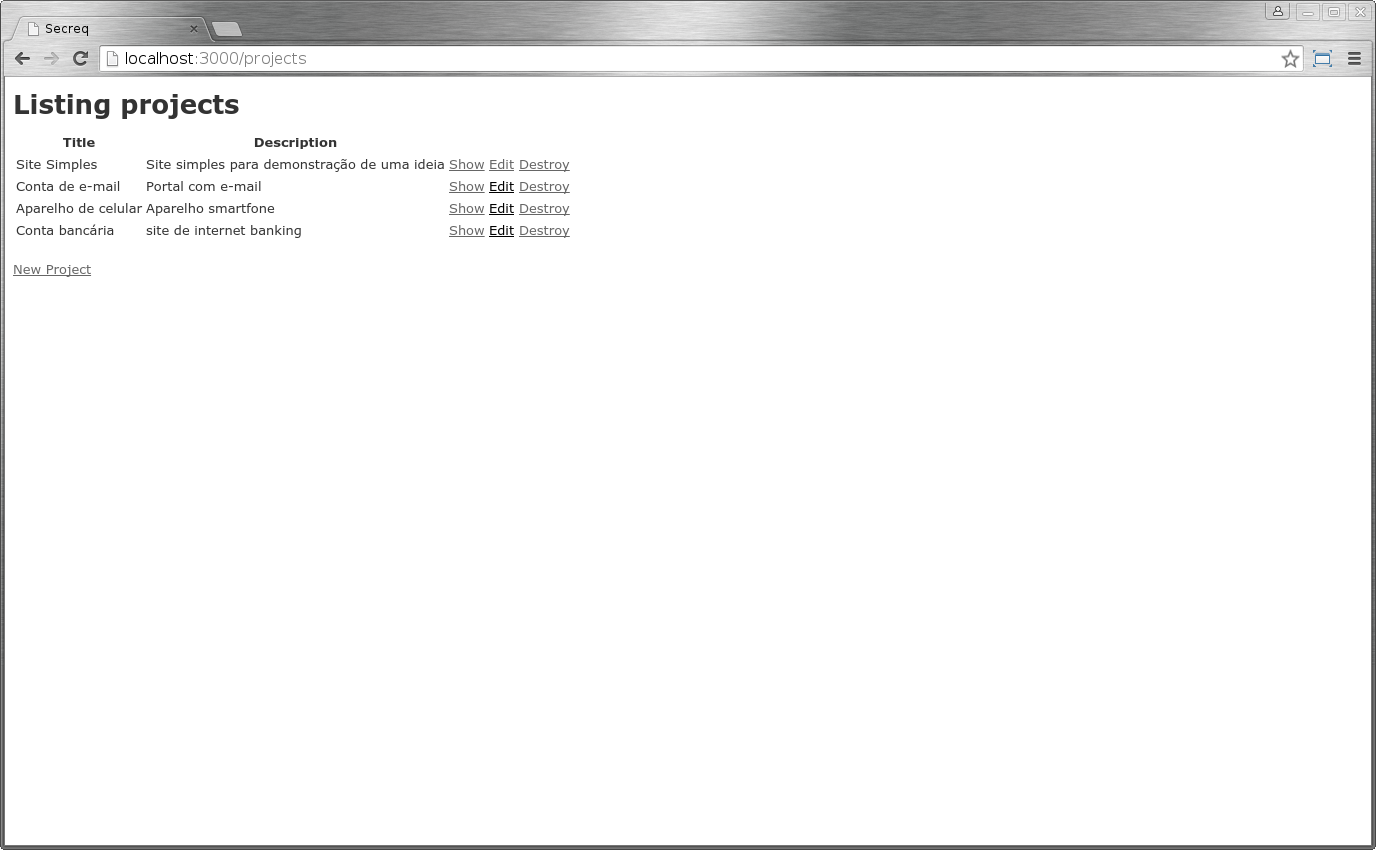 Secreq
localhost:3000/projects
Listing projects
Title Description
Site Simples Site simples para demonstração de uma ideia Show Edit Destroy
Conta de e-mail Portal com e-mail Show Edit Destroy
Aparelho de celular Aparelho smartfone Show Edit Destroy
Conta bancária site de internet banking Show Edit Destroy
New Project